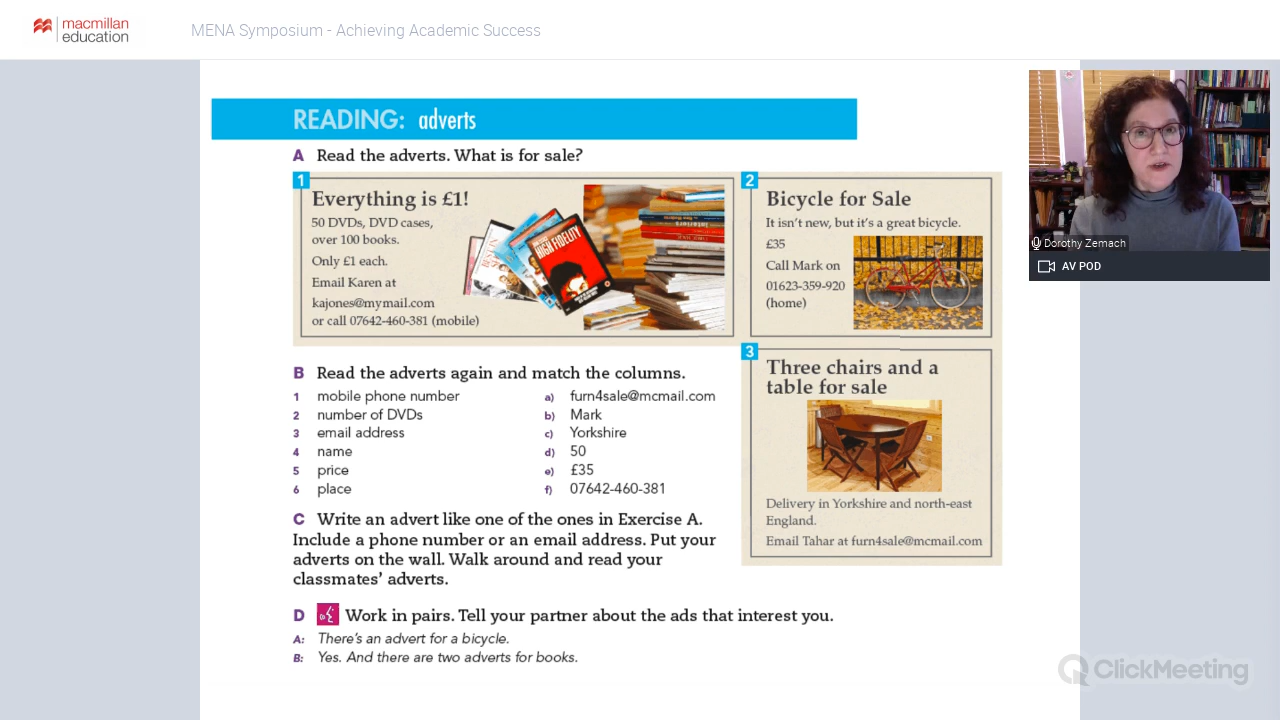 macmillan
education
MENA Symposium - Achieving Academic Success
READING: adverts
A Read the adverts. What is for sale?
1
Everything is £1!
50 DVDs, DVD cases,
over 100 books.
Only £1 each.
Email Karen at
kajones@mymail.com
or call 07642-460-381 (mobile)
HIGH FIDELITY
2
Bicycle for Sale
It isn't new, but it's a great bicycle.
£35
Call Mark on
01623-359-920
(home)
3
Three chairs and a
table for sale
Delivery in Yorkshire and north-east
England.
Email Tahar at furn4sale@mcmail.com
B Read the adverts again and match the columns.
1 mobile phone number a) furn4sale@mcmail.com
2 number of DVDs b) Mark
3 email address c) Yorkshire
4 name d) 50
5 price e) £35
6 place f) 07642-460-381
C Write an advert like one of the ones in Exercise A.
Include a phone number or an email address. Put your
adverts on the wall. Walk around and read your
classmates' adverts.
D Work in pairs. Tell your partner about the ads that interest you.
A: There's an advert for a bicycle.
B: Yes. And there are two adverts for books.
Dorothy Zemach
AV POD
ClickMeeting